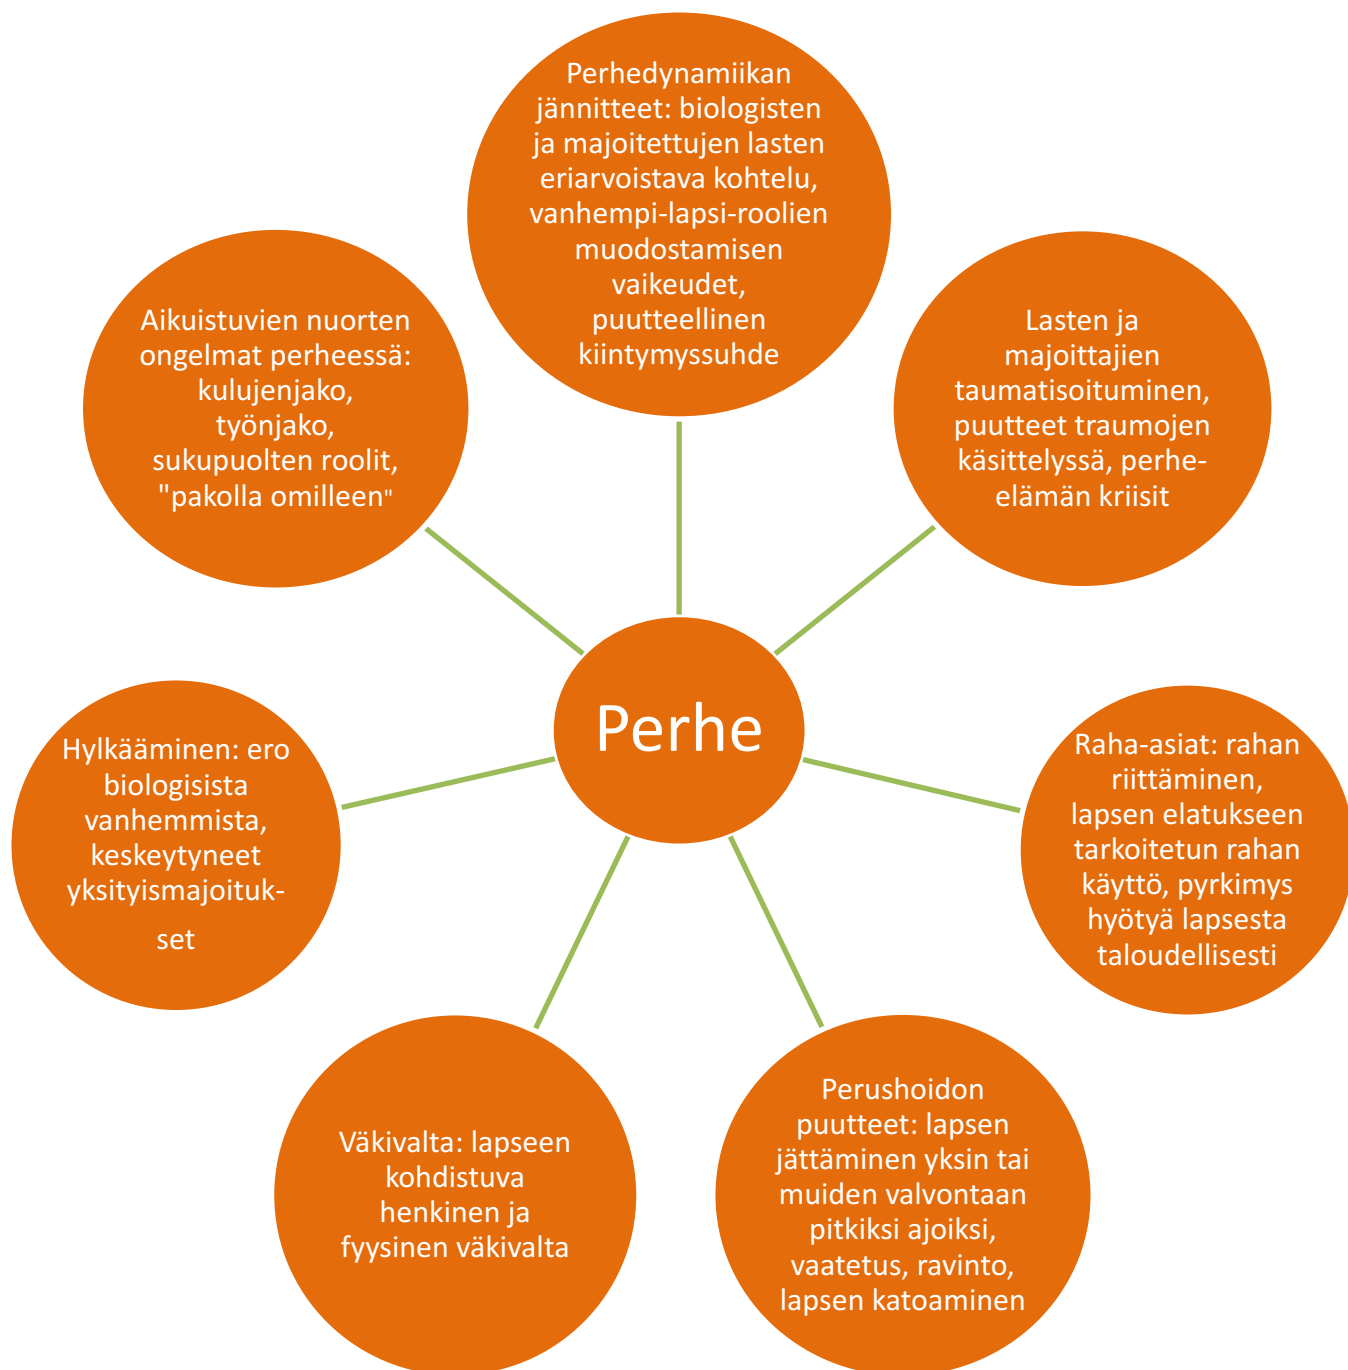 Perhedynamiikan
jännitteet: biologisten
ja majoitettujen lasten
eriarvoistava kohtelu,
vanhempi-lapsi-roolien
muodostamisen
vaikeudet,
puutteellinen
kiintymyssuhde
Lasten ja
majoittajien
taumatisoituminen,
puutteet traumojen
käsittelyssä, perhe-
elämän kriisit
Raha-asiat: rahan
riittäminen,
lapsen elatukseen
tarkoitetun rahan
käyttö, pyrkimys
hyötyä lapsesta
taloudellisesti
Perushoidon
puutteet: lapsen
jättäminen yksin tai
muiden valvontaan
pitkiksi ajoiksi,
vaatetus, ravinto,
lapsen katoaminen
Väkivalta: lapseen
kohdistuva
henkinen ja
fyysinen väkivalta
Hylkääminen: ero
biologisista
vanhemmista,
keskeytyneet
yksityismajoituk-
set
Aikuistuvien nuorten
ongelmat perheessä:
kulujenjako,
työnjako,
sukupuolten roolit,
"pakolla omilleen"
Perhe